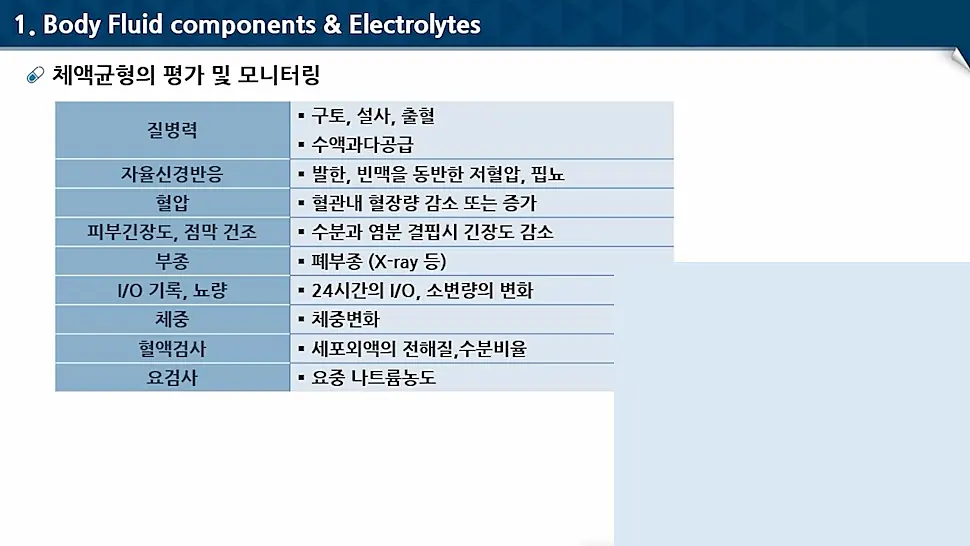 1. Body Fluid components & Electrolytes
체액균형의 평가 및 모니터링
질병력
▪ 구토, 설사, 출혈
▪ 수액과다공급
자율신경반응
▪ 발한, 빈맥을 동반한 저혈압, 핍뇨
혈압
▪ 혈관내 혈장량 감소 또는 증가
피부긴장도, 점막 건조
▪ 수분과 염분 결핍시 긴장도 감소
부종
▪ 폐부종 (X-ray 등)
I/O 기록, 뇨량
▪ 24시간의 I/O, 소변량의 변화
체중
▪ 체중변화
혈액검사
▪ 세포외액의 전해질,수분비율
요검사
▪ 요중 나트륨농도